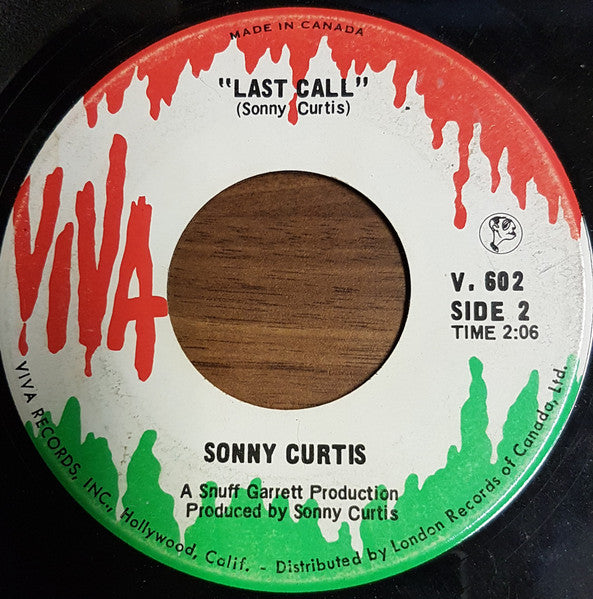 MADE IN CANADA
"LAST CALL"
(Sonny Curtis)
VIVA
V. 602
SIDE 2
TIME 2:06
SONNY CURTIS
A Snuff Garrett Production
Produced by Sonny Curtis
VIVA RECORDS, INC., Hollywood, Calif. - Distributed by London Records of Canada, Ltd.